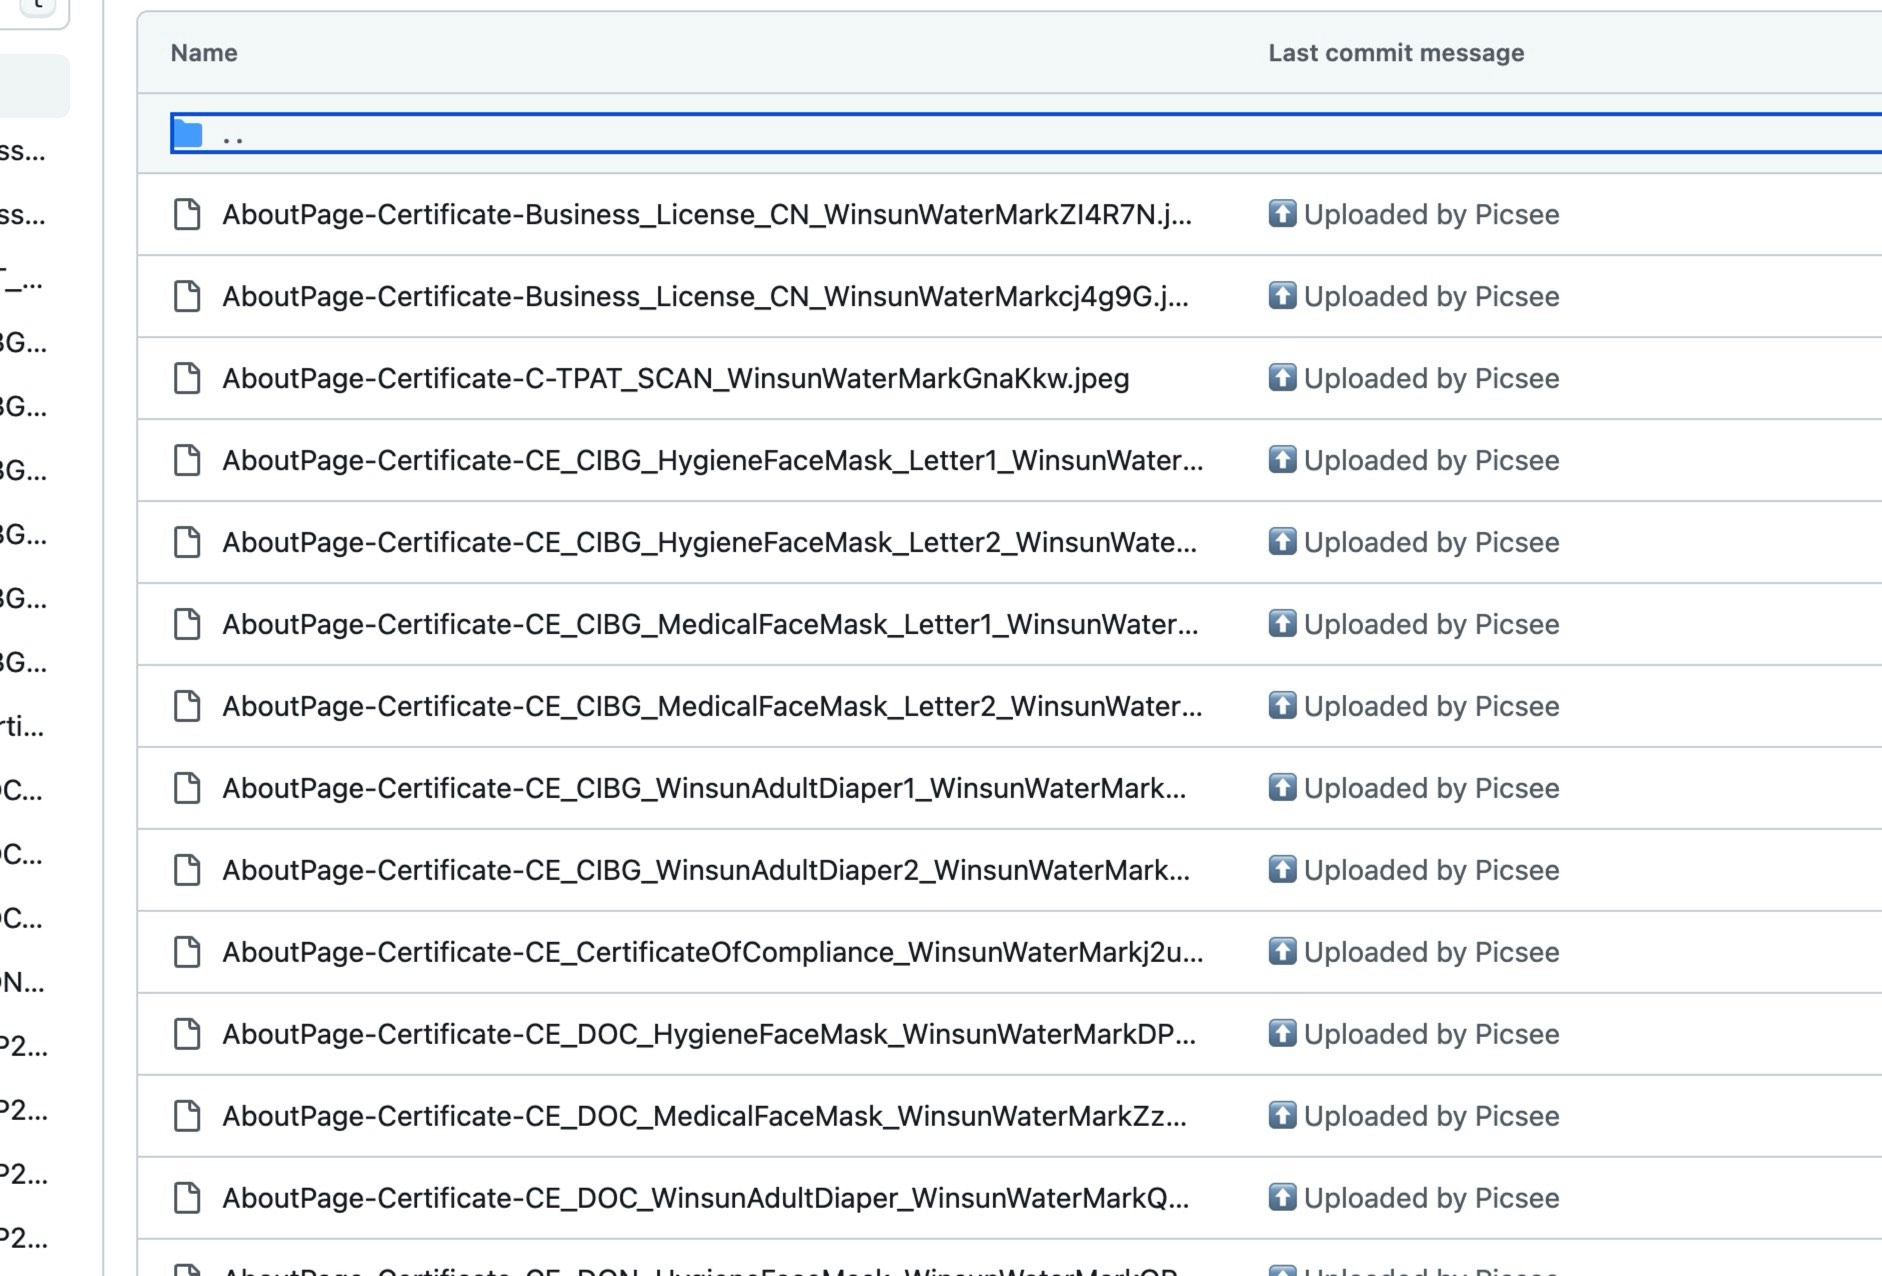 t
Name Last commit message
..
ss...
AboutPage-Certificate-Business_License_CN_WinsunWaterMarkZI4R7N.j... Uploaded by Picsee
ss...
AboutPage-Certificate-Business_License_CN_WinsunWaterMarkcj4g9G.j... Uploaded by Picsee
T_...
AboutPage-Certificate-C-TPAT_SCAN_WinsunWaterMarkGnaKkw.jpeg Uploaded by Picsee
BG...
AboutPage-Certificate-CE_CIBG_HygieneFaceMask_Letter1_WinsunWater... Uploaded by Picsee
BG...
AboutPage-Certificate-CE_CIBG_HygieneFaceMask_Letter2_WinsunWate... Uploaded by Picsee
BG...
AboutPage-Certificate-CE_CIBG_MedicalFaceMask_Letter1_WinsunWater... Uploaded by Picsee
BG...
AboutPage-Certificate-CE_CIBG_MedicalFaceMask_Letter2_WinsunWater... Uploaded by Picsee
BG...
AboutPage-Certificate-CE_CIBG_WinsunAdultDiaper1_WinsunWaterMark... Uploaded by Picsee
BG...
AboutPage-Certificate-CE_CIBG_WinsunAdultDiaper2_WinsunWaterMark... Uploaded by Picsee
rti...
AboutPage-Certificate-CE_CertificateOfCompliance_WinsunWaterMarkj2u... Uploaded by Picsee
OC...
AboutPage-Certificate-CE_DOC_HygieneFaceMask_WinsunWaterMarkDP... Uploaded by Picsee
OC...
AboutPage-Certificate-CE_DOC_MedicalFaceMask_WinsunWaterMarkZz... Uploaded by Picsee
OC...
AboutPage-Certificate-CE_DOC_WinsunAdultDiaper_WinsunWaterMarkQ... Uploaded by Picsee
ON...
P2...
P2...
P2...
P2...